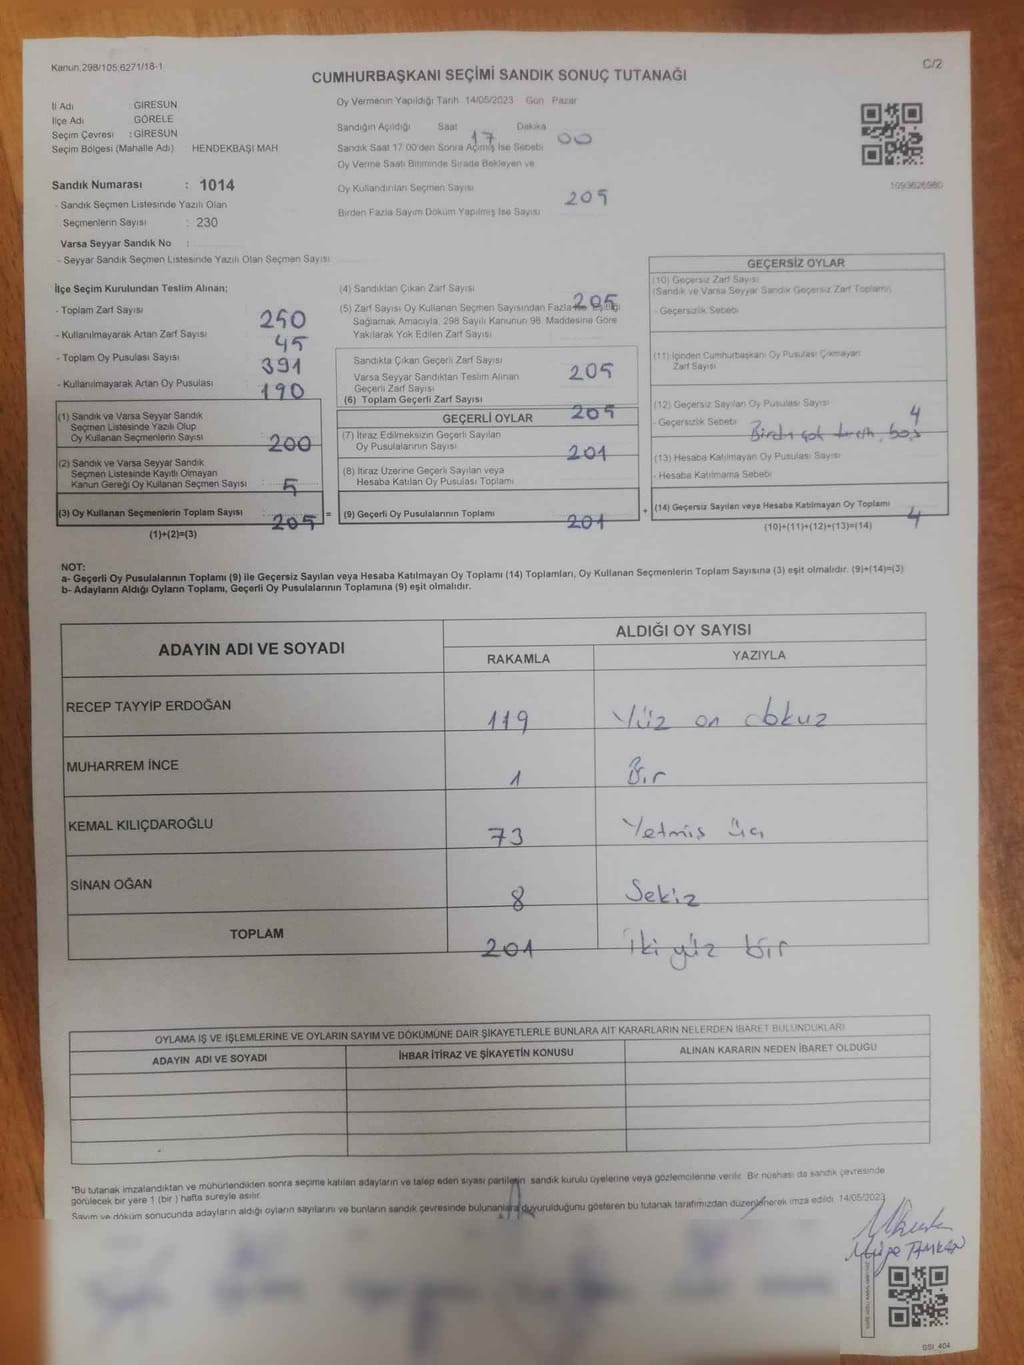 Kanun;298/105;6271/18-1
C/2
CUMHURBAŞKANI SEÇİMİ SANDIK SONUÇ TUTANAĞI
İl Adı : GİRESUN
İlçe Adı GÖRELE
Seçim Çevresi : GİRESUN
Seçim Bölgesi (Mahalle Adı) HENDEKBAŞI MAH
Sandık Numarası : 1014
- Sandık Seçmen Listesinde Yazılı Olan
Seçmenlerin Sayısı : 230
Varsa Seyyar Sandık No :
- Seyyar Sandık Seçmen Listesinde Yazılı Olan Seçmen Sayısı
Oy Vermenin Yapıldığı Tarih 14/05/2023 Gün Pazar
Sandığın Açıldığı Saat 17 Dakika 00
Sandık Saat 17 00'den Sonra Açılmış İse Sebebi
Oy Verme Saati Bitiminde Sırada Bekleyen ve
Oy Kullandırılan Seçmen Sayısı
205
Birden Fazla Sayım Döküm Yapılmış İse Sayısı
1093626980
İlçe Seçim Kurulundan Teslim Alınan;
- Toplam Zarf Sayısı 250
- Kullanılmayarak Artan Zarf Sayısı 45
- Toplam Oy Pusulası Sayısı 391
- Kullanılmayarak Artan Oy Pusulası 190
(1) Sandık ve Varsa Seyyar Sandık
Seçmen Listesinde Yazılı Olup
Oy Kullanan Seçmenlerin Sayısı 200
(2) Sandık ve Varsa Seyyar Sandık
Seçmen Listesinde Kayıtlı Olmayan
Kanun Gereği Oy Kullanan Seçmen Sayısı 5
(3) Oy Kullanan Seçmenlerin Toplam Sayısı 205 =
(1)+(2)=(3)
(4) Sandıktan Çıkan Zarf Sayısı 205
(5) Zarf Sayısı Oy Kullanan Seçmen Sayısından Fazla ise Eşitliği
Sağlamak Amacıyla, 298 Sayılı Kanunun 98. Maddesine Göre
Yakılarak Yok Edilen Zarf Sayısı
Sandıkta Çıkan Geçerli Zarf Sayısı 205
Varsa Seyyar Sandıktan Teslim Alınan
Geçerli Zarf Sayısı
(6) Toplam Geçerli Zarf Sayısı 205
GEÇERLİ OYLAR
(7) İtiraz Edilmeksizin Geçerli Sayılan
Oy Pusulasının Sayısı 201
(8) İtiraz Üzerine Geçerli Sayılan veya
Hesaba Katılan Oy Pusulası Toplamı
(9) Geçerli Oy Pusulalarının Toplamı 201 +
GEÇERSİZ OYLAR
(10) Geçersiz Zarf Sayısı
(Sandık ve Varsa Seyyar Sandık Geçersiz Zarf Toplamı)
- Geçersizlik Sebebi
(11) İçinden Cumhurbaşkanı Oy Pusulası Çıkmayan
Zarf Sayısı
(12) Geçersiz Sayılan Oy Pusulası Sayısı 4
- Geçersizlik Sebebi
(13) Hesaba Katılmayan Oy Pusulası Sayısı
- Hesaba Katılmama Sebebi
(14) Geçersiz Sayılan veya Hesaba Katılmayan Oy Toplamı 4
(10)+(11)+(12)+(13)=(14)
NOT:
a- Geçerli Oy Pusulalarının Toplamı (9) ile Geçersiz Sayılan veya Hesaba Katılmayan Oy Toplamı (14) Toplamları, Oy Kullanan Seçmenlerin Toplam Sayısına (3) eşit olmalıdır. (9)+(14)=(3)
b- Adayların Aldığı Oyların Toplamı, Geçerli Oy Pusulalarının Toplamına (9) eşit olmalıdır.
ADAYIN ADI VE SOYADI
ALDIĞI OY SAYISI
RAKAMLA YAZIYLA
RECEP TAYYİP ERDOĞAN 119 Yüz on dokuz
MUHARREM İNCE 1 Bir
KEMAL KILIÇDAROĞLU 73 Yetmiş üç
SİNAN OĞAN 8 Sekiz
TOPLAM 201 iki yüz bir
OYLAMA İŞ VE İŞLEMLERİNE VE OYLARIN SAYIM VE DÖKÜMÜNE DAİR ŞİKAYETLERLE BUNLARA AİT KARARLARIN NELERDEN İBARET BULUNDUKLARI
ADAYIN ADI VE SOYADI İHBAR İTİRAZ VE ŞİKAYETİN KONUSU ALINAN KARARIN NEDEN İBARET OLDUĞU
*Bu tutanak imzalandıktan ve mühürlendikten sonra seçime katılan adayların ve talep eden siyasi partilerin sandık kurulu üyelerine veya gözlemcilerine verilir. Bir nüshası da sandık çevresinde
görülecek bir yere 1 (bir ) hafta süreyle asılır.
Sayım ve döküm sonucunda adayların aldığı oyların sayılarını ve bunların sandık çevresinde bulunanlara duyurulduğunu gösteren bu tutanak tarafımızdan düzenlenerek imza edildi. 14/05/2023
GSI_404